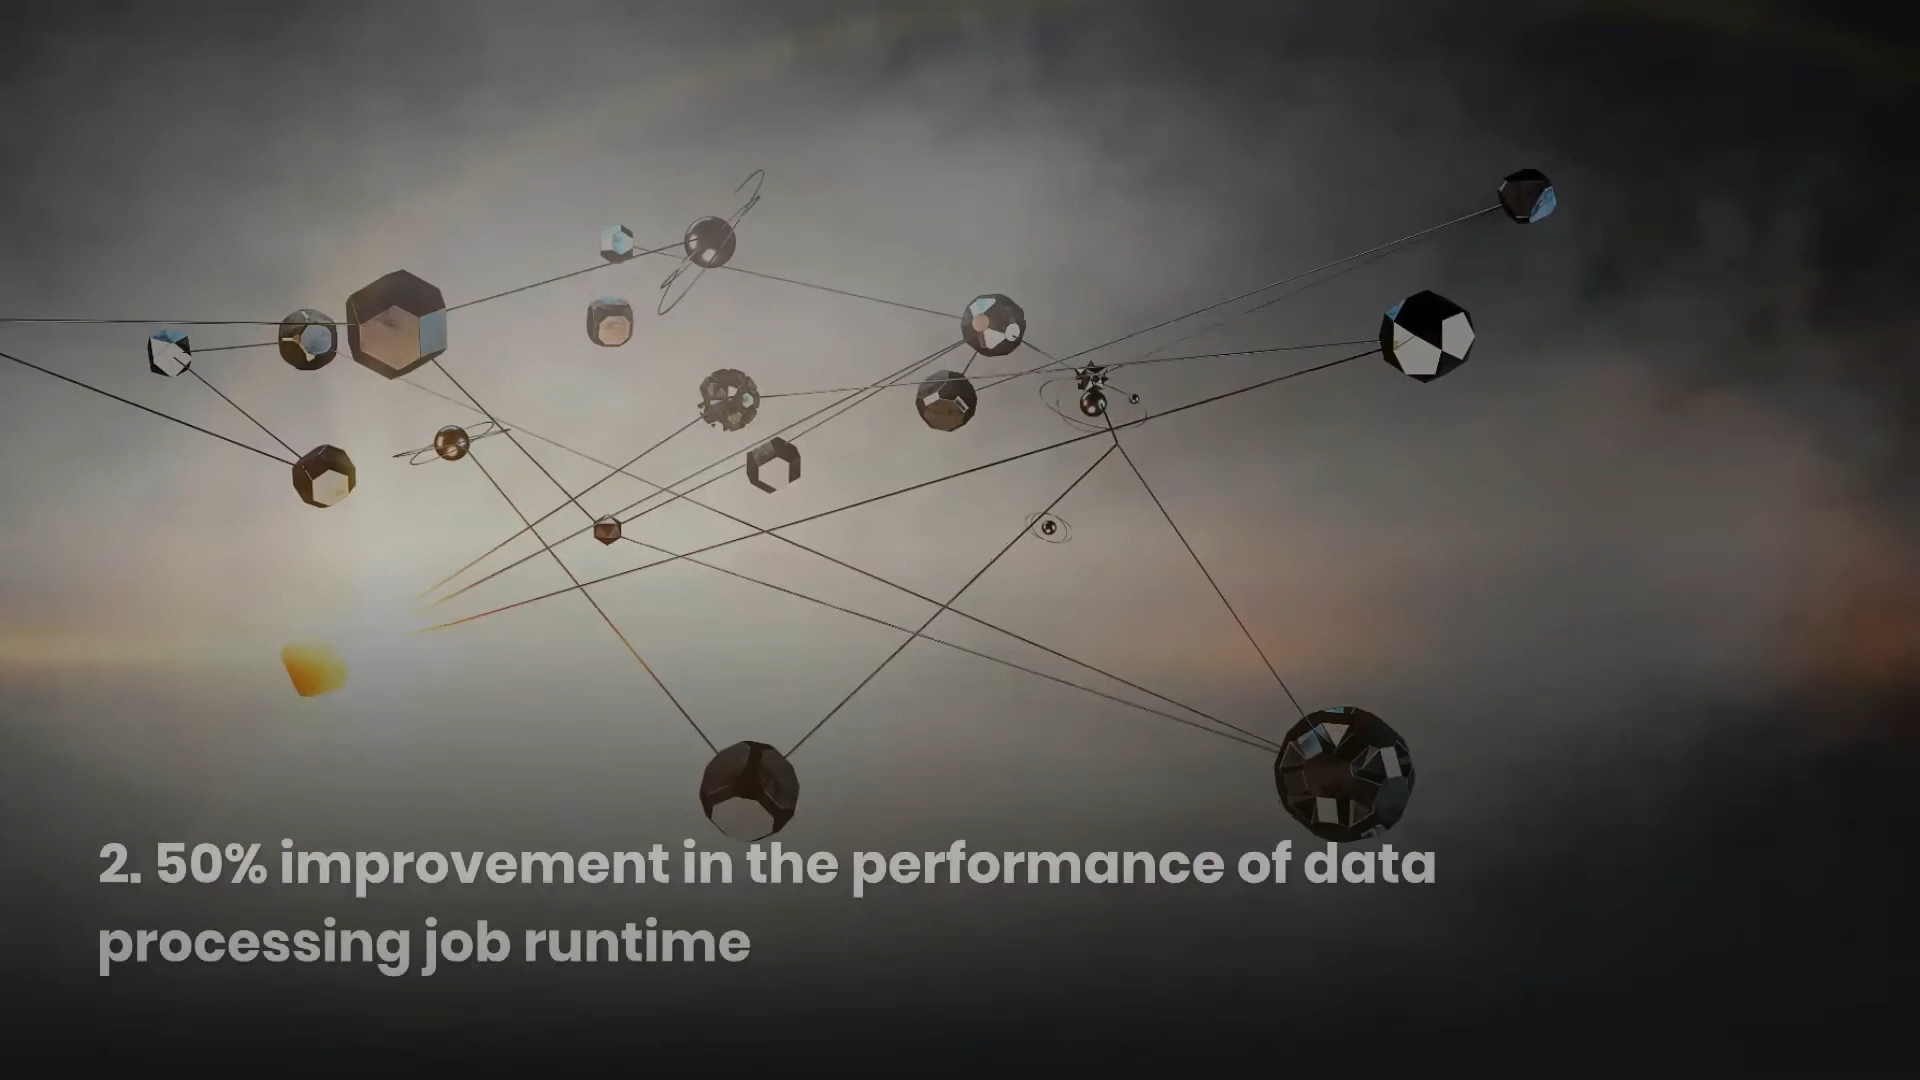 2. 50% improvement in the performance of data
processing job runtime